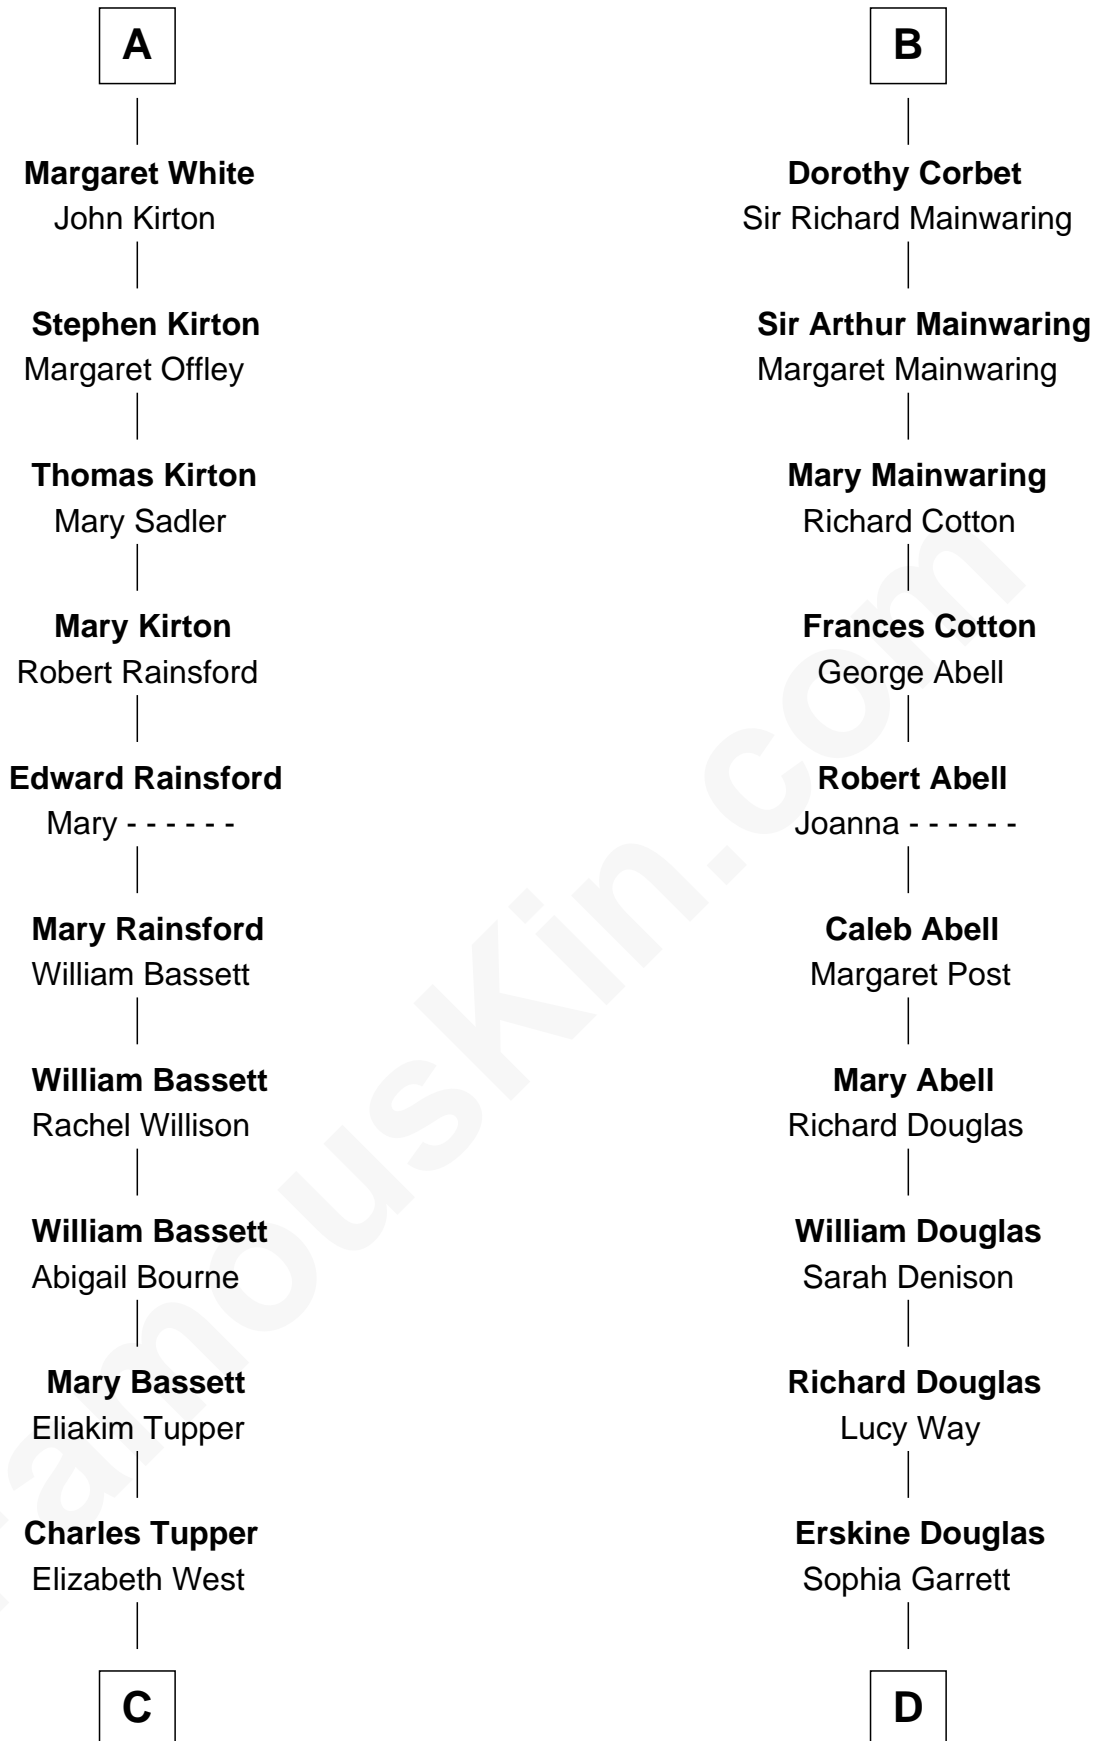 A
Margaret White
John Kirton
Stephen Kirton
Margaret Offley
Thomas Kirton
Mary Sadler
Mary Kirton
Robert Rainsford
Edward Rainsford
Mary - - - - - -
Mary Rainsford
William Bassett
William Bassett
Rachel Willison
William Bassett
Abigail Bourne
Mary Bassett
Eliakim Tupper
Charles Tupper
Elizabeth West
C
B
Dorothy Corbet
Sir Richard Mainwaring
Sir Arthur Mainwaring
Margaret Mainwaring
Mary Mainwaring
Richard Cotton
Frances Cotton
George Abell
Robert Abell
Joanna - - - - - -
Caleb Abell
Margaret Post
Mary Abell
Richard Douglas
William Douglas
Sarah Denison
Richard Douglas
Lucy Way
Erskine Douglas
Sophia Garrett
D
FamousKin.com